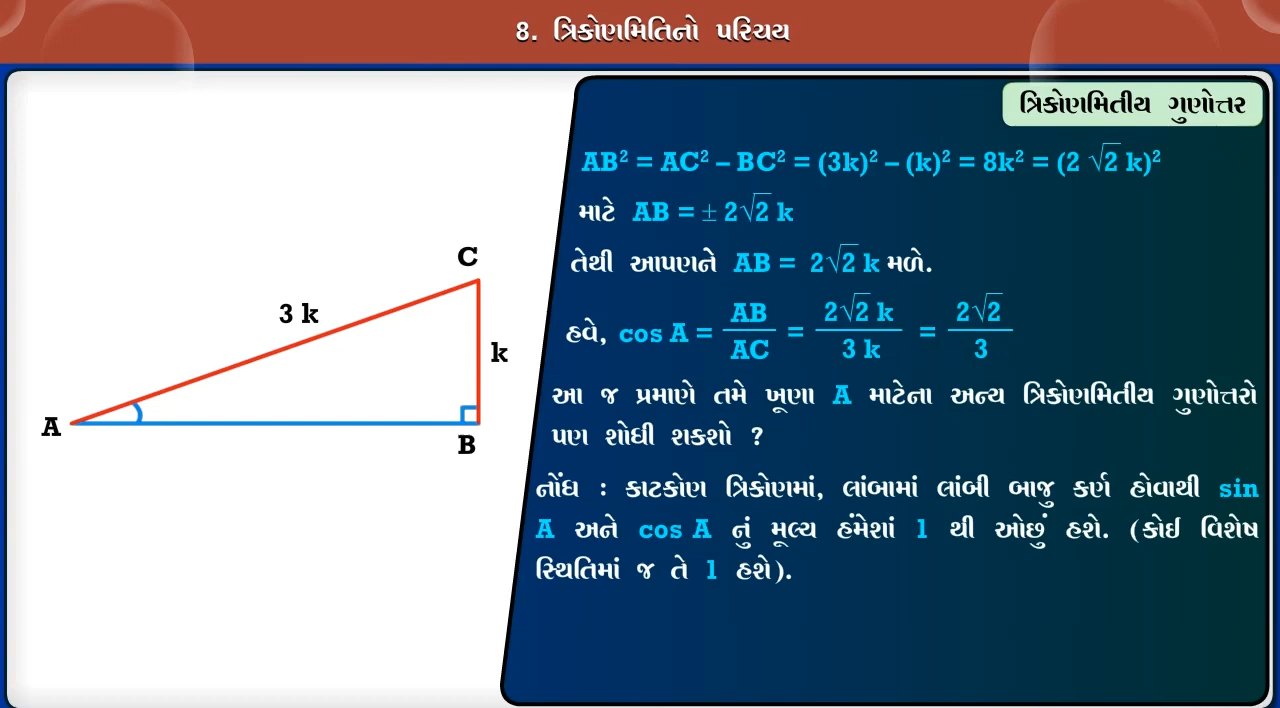 8. ત્રિકોણમિતિનો પરિચય
ત્રિકોણમિતીય ગુણોત્તર
C
3 k
k
A
B
AB² = AC² – BC² = (3k)² – (k)² = 8k² = (2 √2 k)²
માટે AB = ± 2√2 k
તેથી આપણને AB = 2√2 k મળે.
હવે, cos A = AB/AC = 2√2 k/3 k = 2√2/3
આ જ પ્રમાણે તમે ખૂણા A માટેના અન્ય ત્રિકોણમિતીય ગુણોત્તરો
પણ શોધી શકશો ?
નોંધ : કાટકોણ ત્રિકોણમાં, લાંબામાં લાંબી બાજુ કર્ણ હોવાથી sin
A અને cos A નું મૂલ્ય હંમેશાં 1 થી ઓછું હશે. (કોઈ વિશેષ
સ્થિતિમાં જ તે 1 હશે).